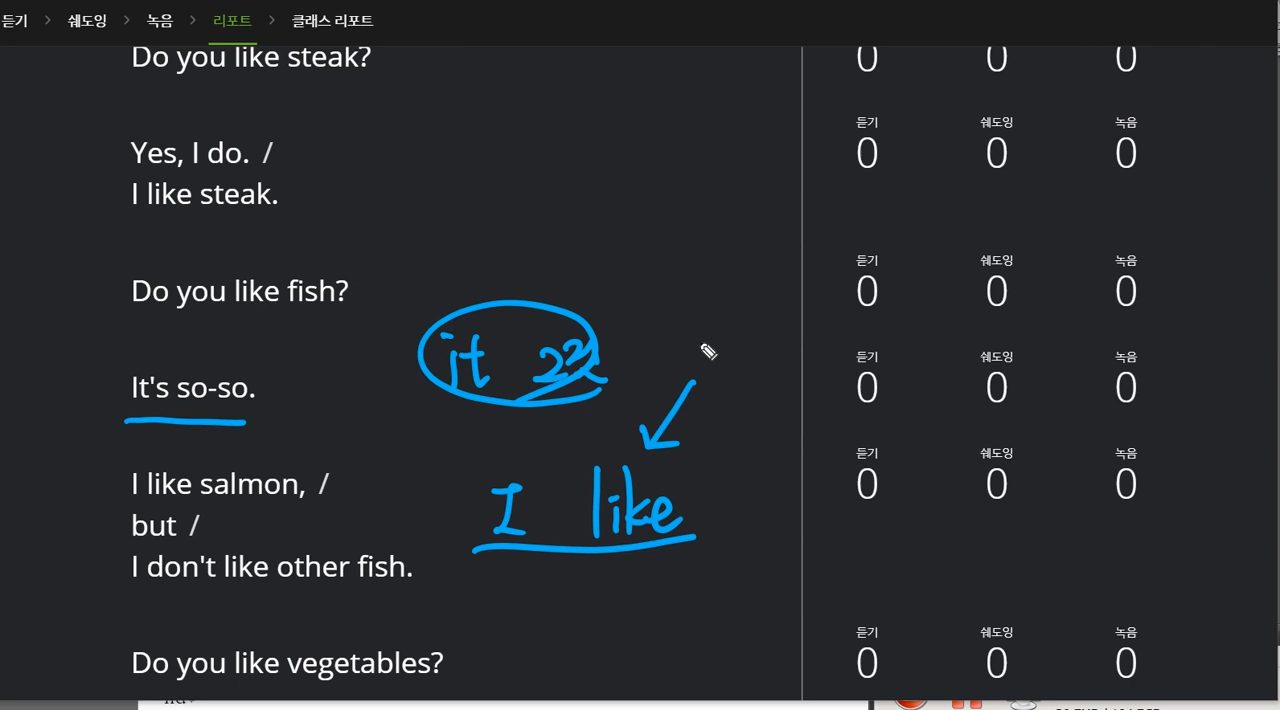 듣기 > 쉐도잉 > 녹음 > 리포트 > 클래스 리포트
Do you like steak?
0 0 0
듣기 쉐도잉 녹음
Yes, I do. /
0 0 0
I like steak.
듣기 쉐도잉 녹음
Do you like fish?
0 0 0
it
듣기 쉐도잉 녹음
It's so-so.
0 0 0
듣기 쉐도잉 녹음
I like salmon, /
0 0 0
I like
but /
I don't like other fish.
듣기 쉐도잉 녹음
Do you like vegetables?
0 0 0